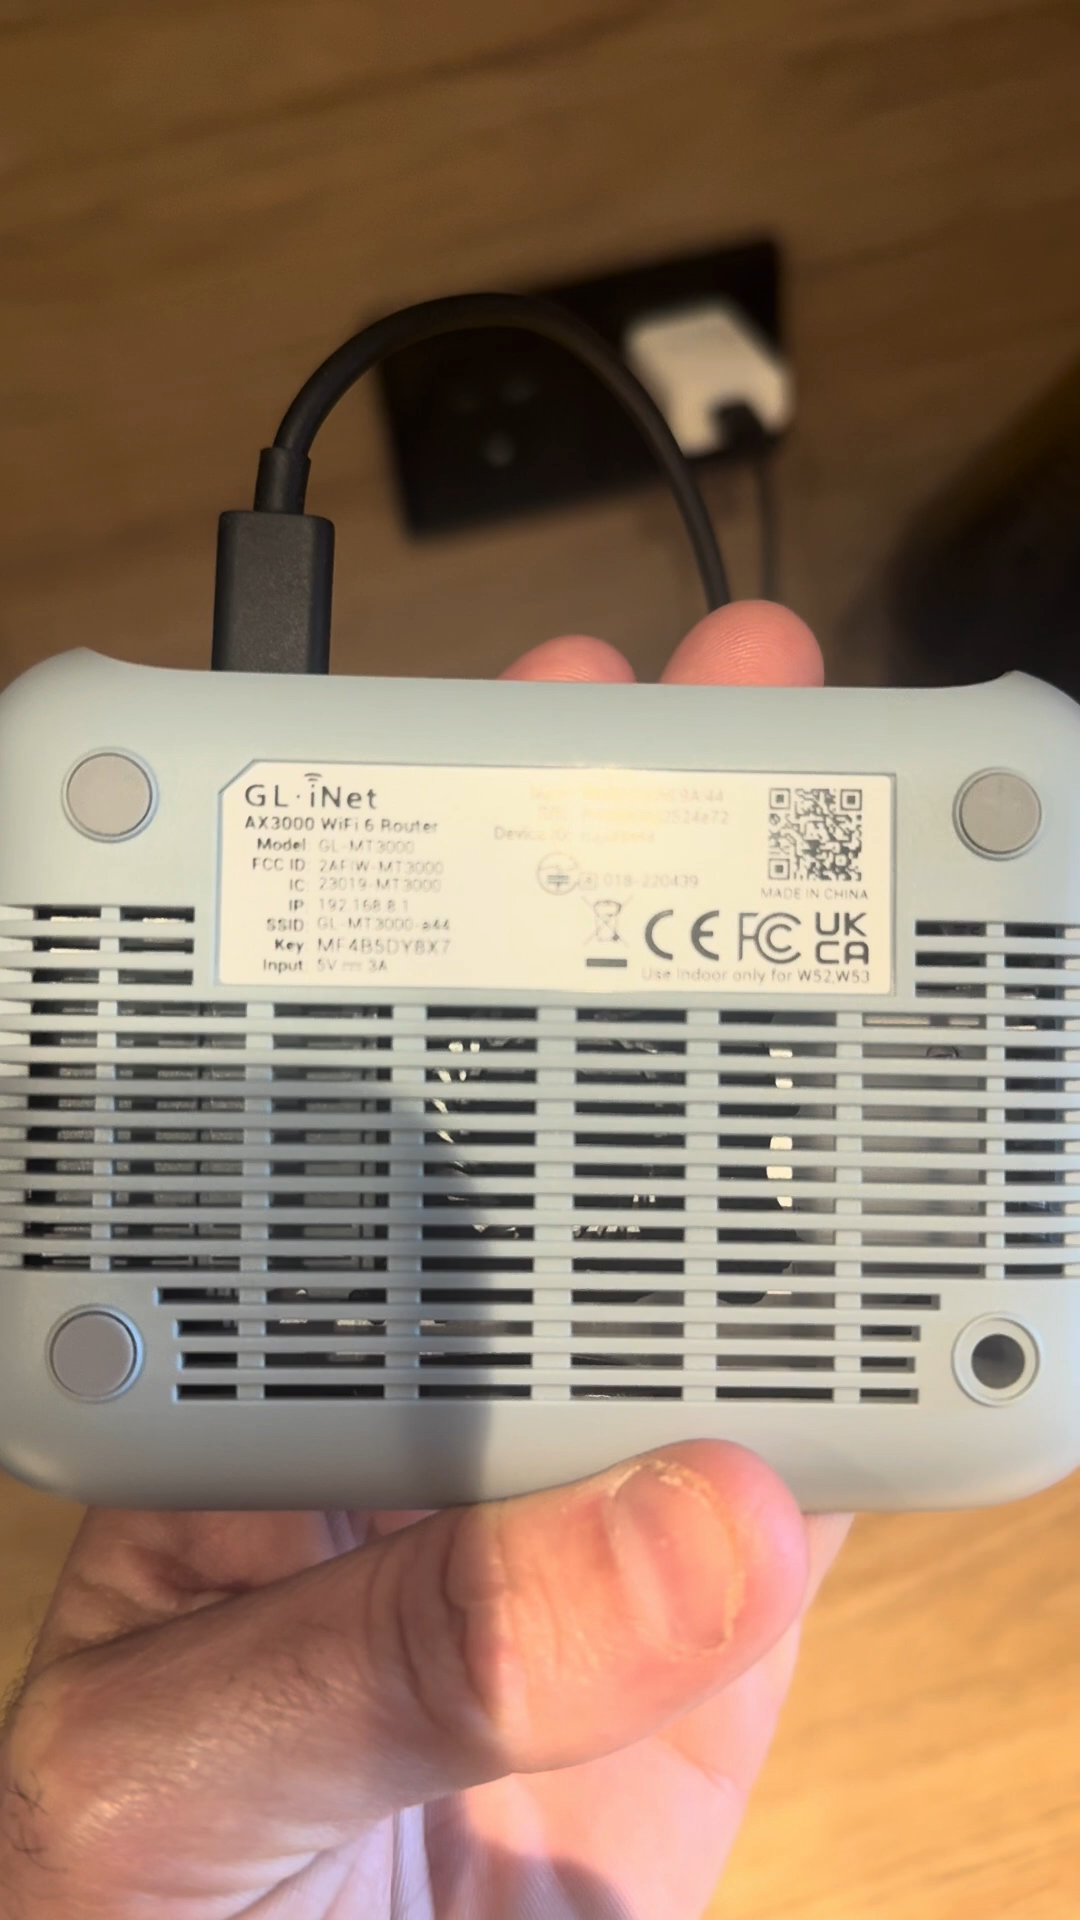 GL·iNet
AX3000 WiFi 6 Router
Model: GL-MT3000
FCC ID: 2AFIW-MT3000
IC: 23019-MT3000
IP: 192.168.8.1
SSID: GL-MT3000-a44
Key: MF4B5DY8X7
Input: 5V 3A
Device ID:
R 018-220439
MADE IN CHINA
CE FC UK CA
Use indoor only for W52,W53